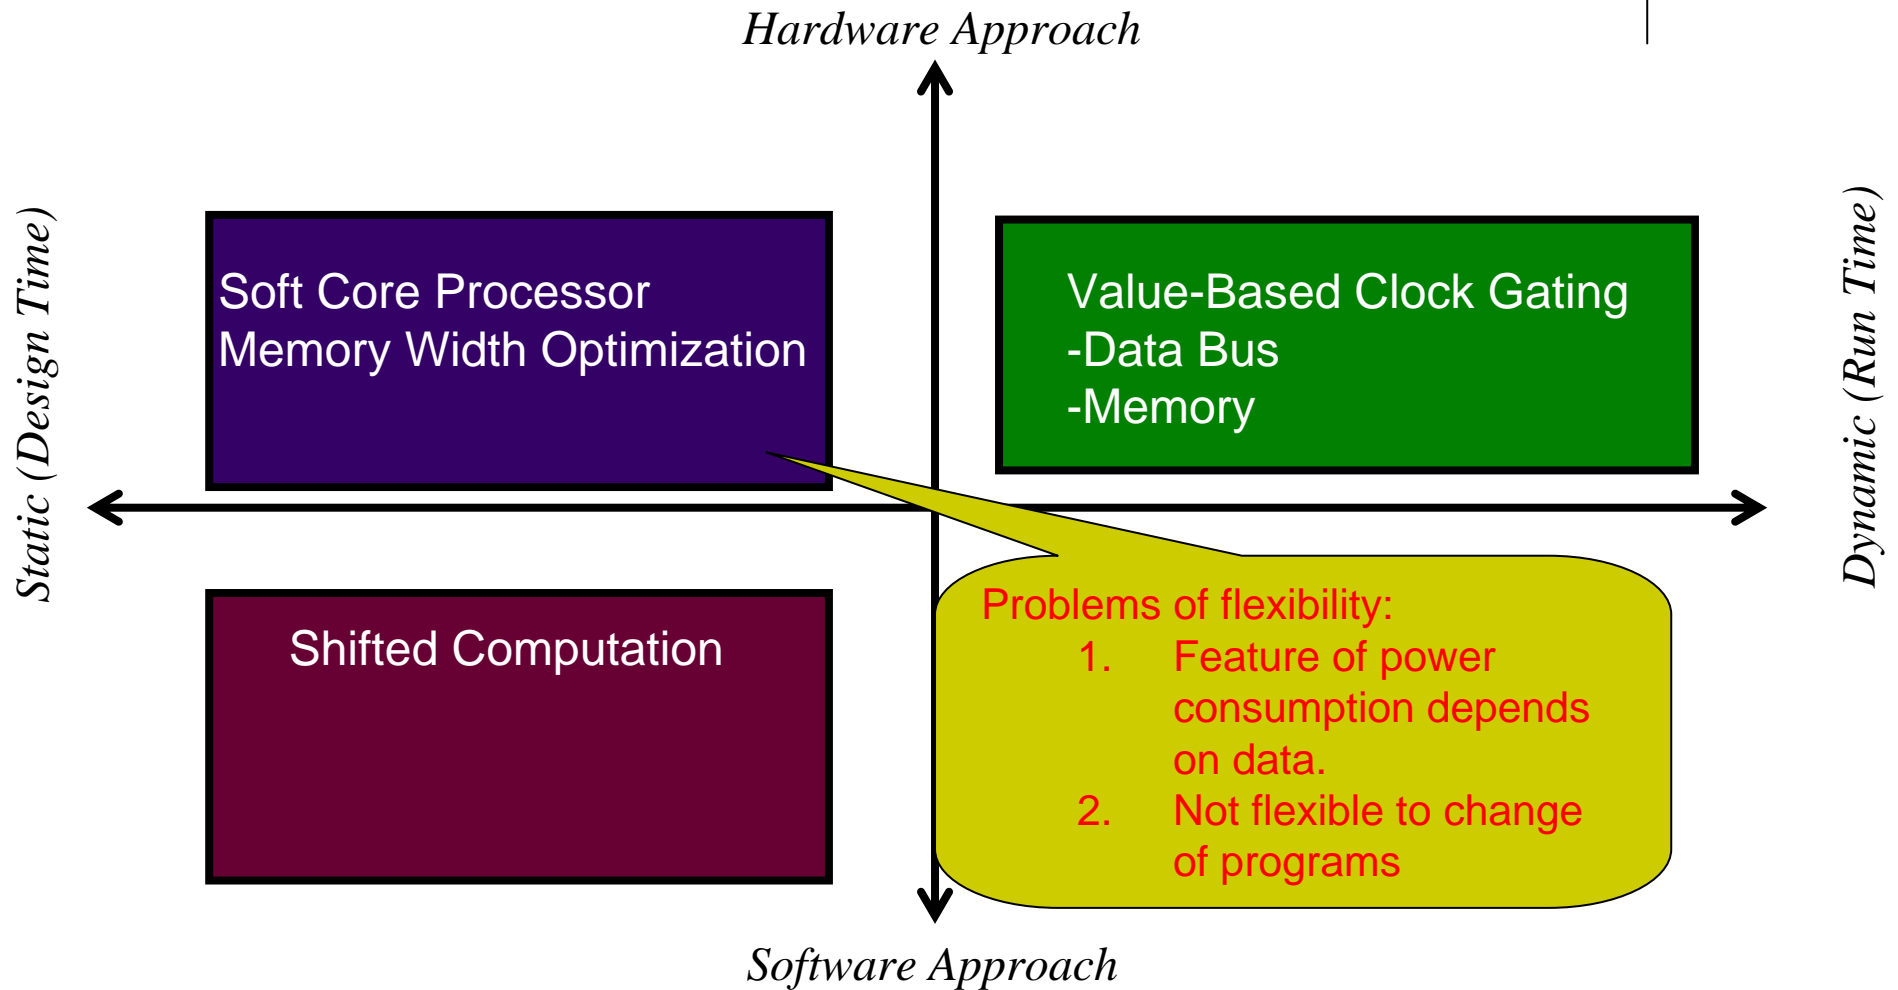 Hardware Approach
Static (Design Time)
Dynamic (Run Time)
Soft Core Processor
Memory Width Optimization
Value-Based Clock Gating
-Data Bus
-Memory
Shifted Computation
Problems of flexibility:
1. Feature of power
consumption depends
on data.
2. Not flexible to change
of programs
Software Approach